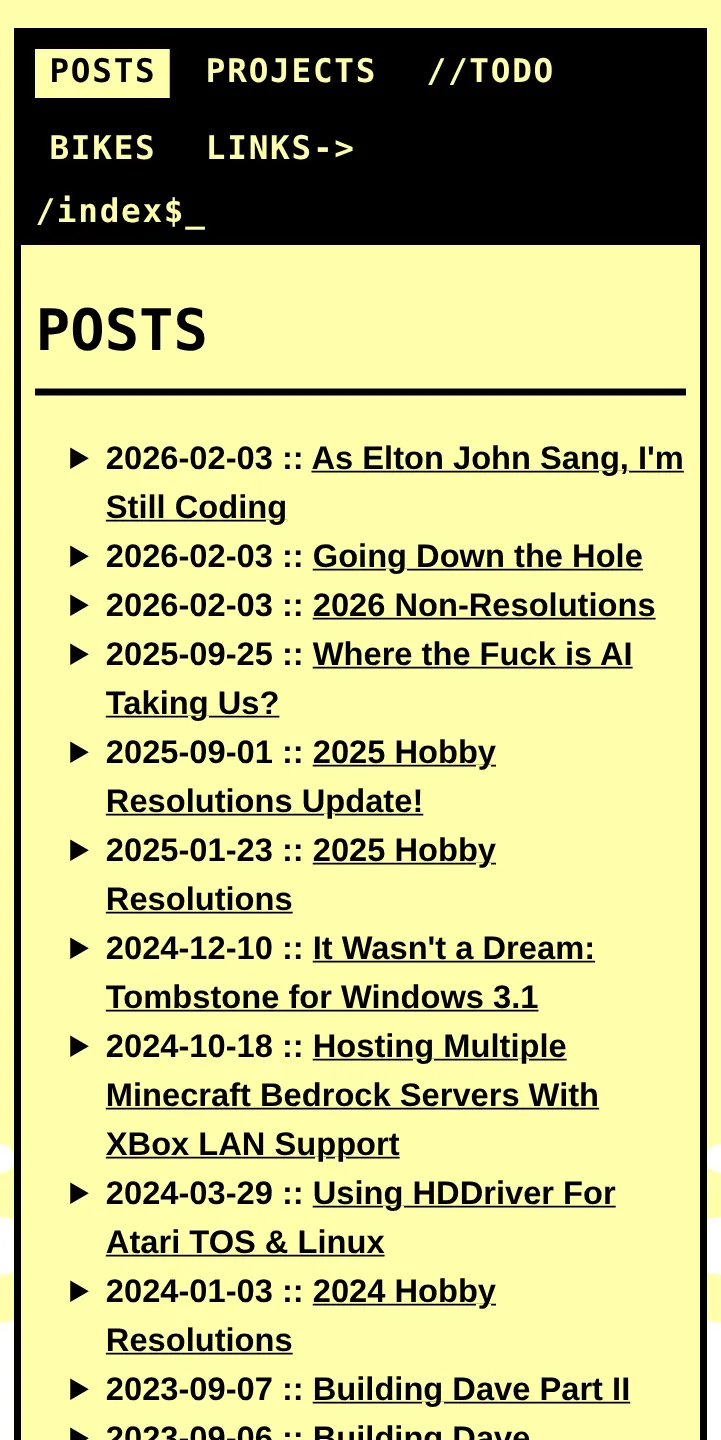 POSTS PROJECTS //TODO
BIKES LINKS->
/index$_
POSTS
2026-02-03 :: As Elton John Sang, I'm
Still Coding
2026-02-03 :: Going Down the Hole
2026-02-03 :: 2026 Non-Resolutions
2025-09-25 :: Where the Fuck is AI
Taking Us?
2025-09-01 :: 2025 Hobby
Resolutions Update!
2025-01-23 :: 2025 Hobby
Resolutions
2024-12-10 :: It Wasn't a Dream:
Tombstone for Windows 3.1
2024-10-18 :: Hosting Multiple
Minecraft Bedrock Servers With
XBox LAN Support
2024-03-29 :: Using HDDriver For
Atari TOS & Linux
2024-01-03 :: 2024 Hobby
Resolutions
2023-09-07 :: Building Dave Part II
2023-09-06 :: Building Dave